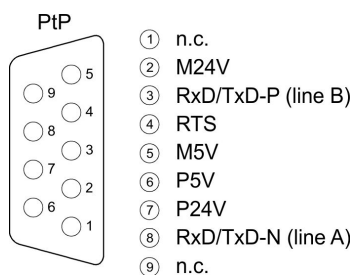 PtP
5
9
4
8
3
7
2
6
1
1 n.c.
2 M24V
3 RxD/TxD-P (line B)
4 RTS
5 M5V
6 P5V
7 P24V
8 RxD/TxD-N (line A)
9 n.c.